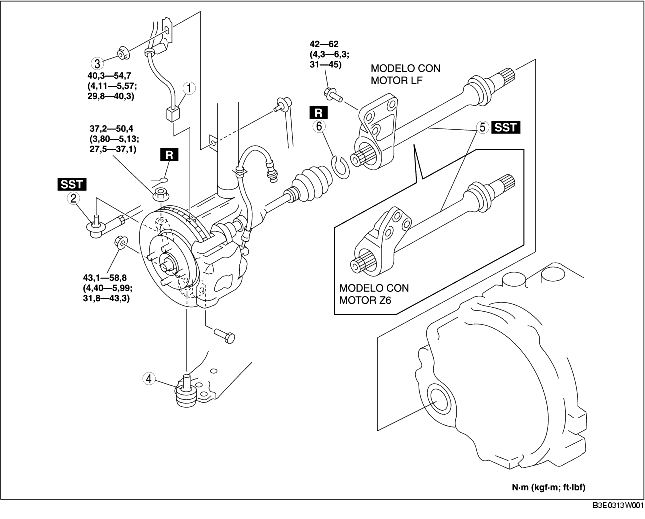 3
40,3—54,7
(4,11—5,57;
29,8—40,3)
1
37,2—50,4
(3,80—5,13;
27,5—37,1)
R
SST
2
43,1—58,8
(4,40—5,99;
31,8—43,3)
4
42—62
(4,3—6,3;
31—45)
MODELO CON
MOTOR LF
R
6
5 SST
MODELO CON
MOTOR Z6
N·m (kgf·m; ft·lbf)
B3E0313W001